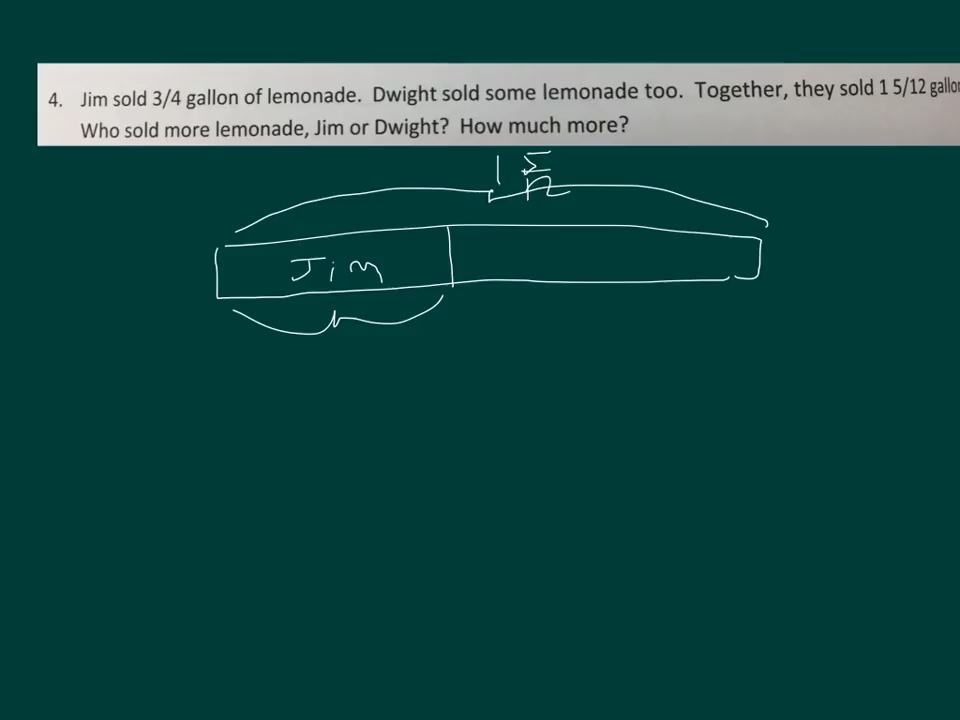 4. Jim sold 3/4 gallon of lemonade. Dwight sold some lemonade too. Together, they sold 1 5/12
Who sold more lemonade, Jim or Dwight? How much more?
1 5/12
Jim